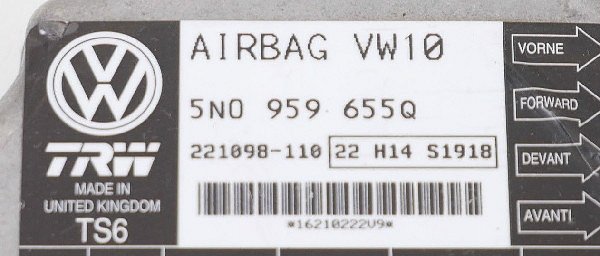 AIRBAG VW10
5N0 959 655Q
221098-110 22 H14 S1918
*16210222U9*
VW
TRW
MADE IN
UNITED KINGDOM
TS6
VORNE
FORWARD
DEVANT
AVANTI